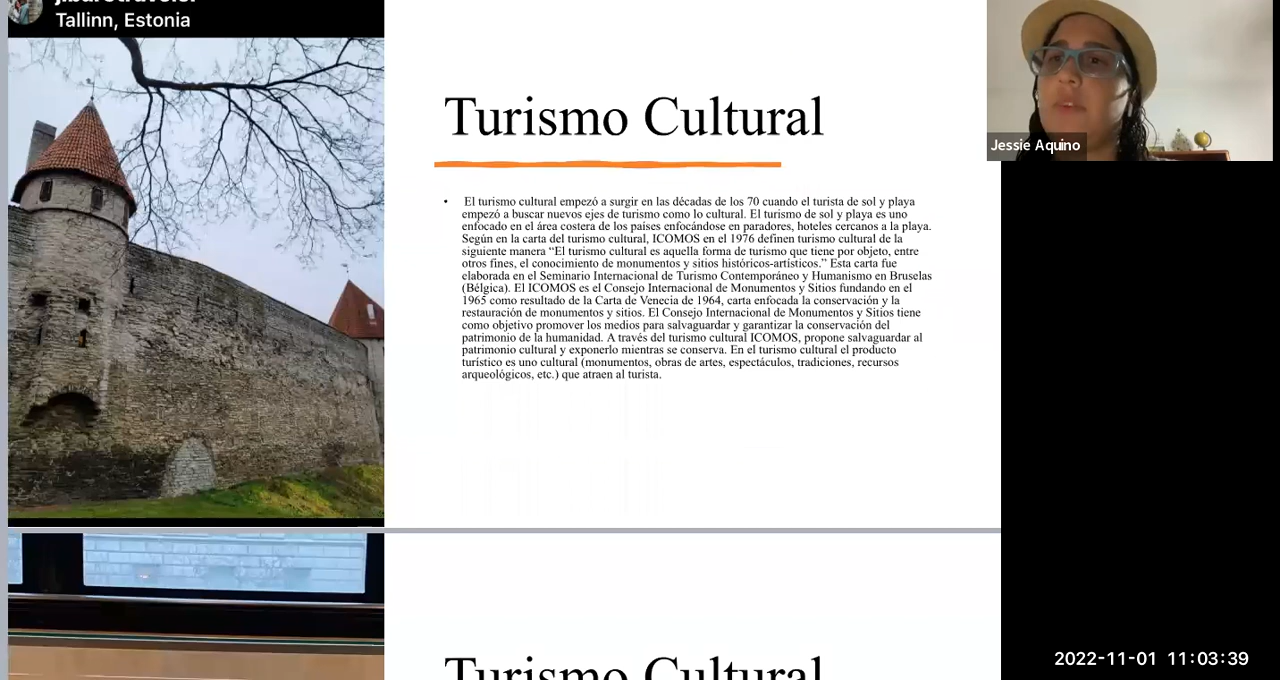 Tallinn, Estonia
Turismo Cultural
• El turismo cultural empezó a surgir en las décadas de los 70 cuando el turista de sol y playa
empezó a buscar nuevos ejes de turismo como lo cultural. El turismo de sol y playa es uno
enfocado en el área costera de los países enfocándose en paradores, hoteles cercanos a la playa.
Según en la carta del turismo cultural, ICOMOS en el 1976 definen turismo cultural de la
siguiente manera “El turismo cultural es aquella forma de turismo que tiene por objeto, entre
otros fines, el conocimiento de monumentos y sitios históricos-artísticos.” Esta carta fue
elaborada en el Seminario Internacional de Turismo Contemporáneo y Humanismo en Bruselas
(Bélgica). El ICOMOS es el Consejo Internacional de Monumentos y Sitios fundando en el
1965 como resultado de la Carta de Venecia de 1964, carta enfocada la conservación y la
restauración de monumentos y sitios. El Consejo Internacional de Monumentos y Sitios tiene
como objetivo promover los medios para salvaguardar y garantizar la conservación del
patrimonio de la humanidad. A través del turismo cultural ICOMOS, propone salvaguardar al
patrimonio cultural y exponerlo mientras se conserva. En el turismo cultural el producto
turístico es uno cultural (monumentos, obras de artes, espectáculos, tradiciones, recursos
arqueológicos, etc.) que atraen al turista.
Jessie Aquino
Turismo Cultural
2022-11-01 11:03:39